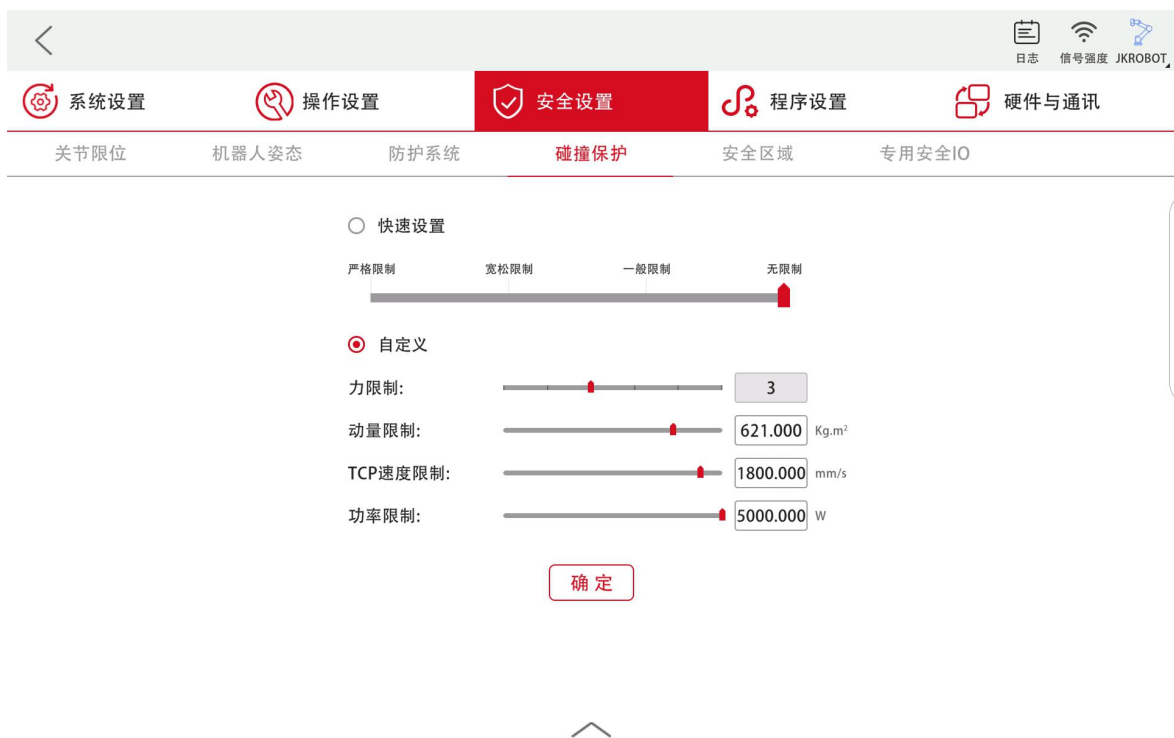 日志 信号强度 JKROBOT
系统设置 操作设置 安全设置 程序设置 硬件与通讯
关节限位 机器人姿态 防护系统 碰撞保护 安全区域 专用安全IO
快速设置
严格限制 宽松限制 一般限制 无限制
自定义
力限制: 3
动量限制: 621.000 Kg.m²
TCP速度限制: 1800.000 mm/s
功率限制: 5000.000 W
确定